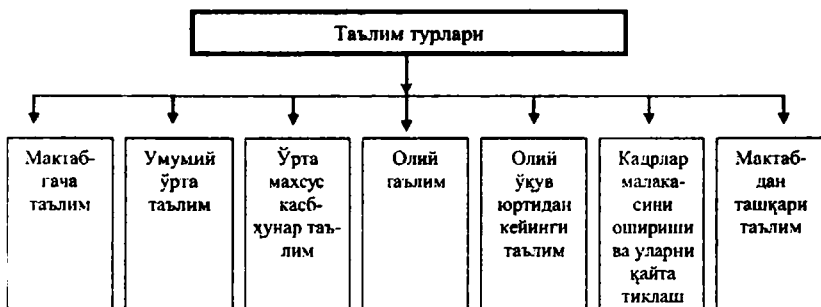 Таълим турлари
Мактаб-
гача
таълим
Умумий
ўрта
таълим
Ўрта
махсус
касб-
ҳунар таъ-
лим
Олий
таълим
Олий
ўқув
юртидан
кейинги
таълим
Кадрлар
малака-
сини
ошириши
ва уларни
қайта
тиклаш
Мактаб-
дан
ташқари
таълим